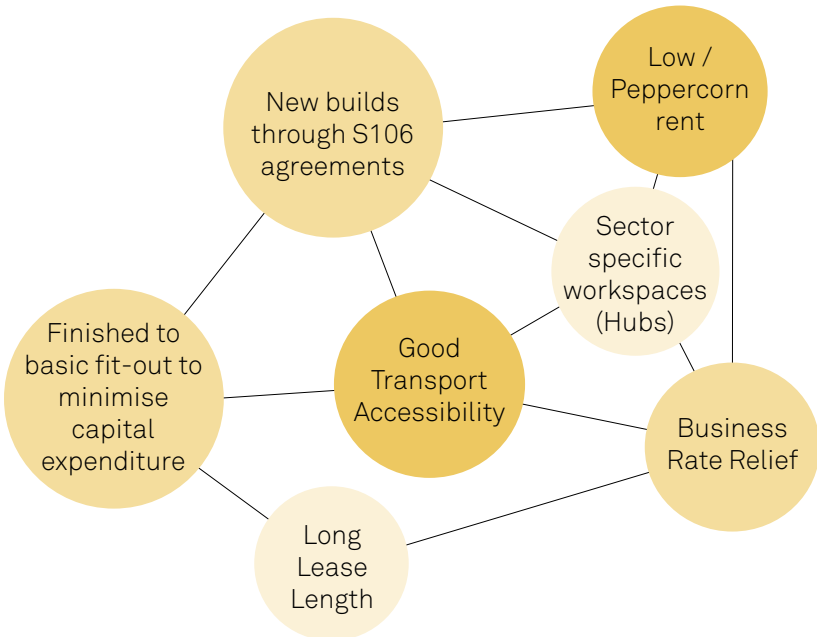 New builds
through S106
agreements
Low /
Peppercorn
rent
Sector
specific
workspaces
(Hubs)
Finished to
basic fit-out to
minimise
capital
expenditure
Good
Transport
Accessibility
Business
Rate Relief
Long
Lease
Length